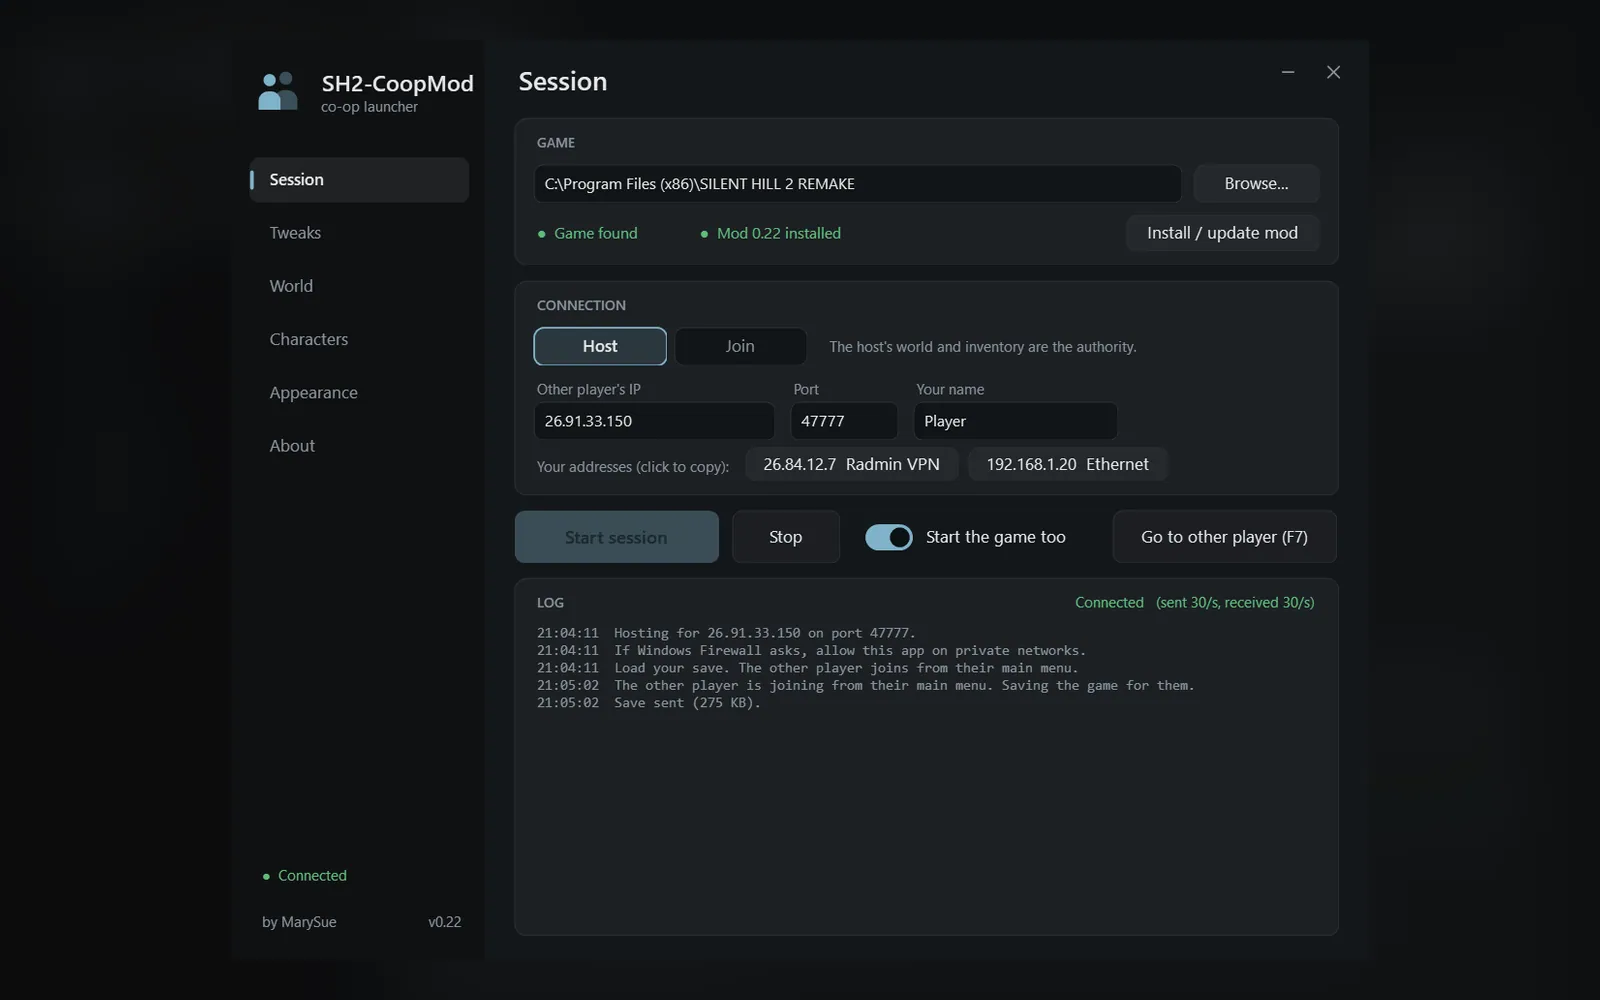 SH2-CoopMod
co-op launcher
Session
Tweaks
World
Characters
Appearance
About
● Connected
by MarySue v0.22
Session
GAME
C:\Program Files (x86)\SILENT HILL 2 REMAKE Browse...
● Game found ● Mod 0.22 installed Install / update mod
CONNECTION
Host Join The host's world and inventory are the authority.
Other player's IP Port Your name
26.91.33.150 47777 Player
Your addresses (click to copy): 26.84.12.7 Radmin VPN 192.168.1.20 Ethernet
Start session Stop Start the game too Go to other player (F7)
LOG Connected (sent 30/s, received 30/s)
21:04:11 Hosting for 26.91.33.150 on port 47777.
21:04:11 If Windows Firewall asks, allow this app on private networks.
21:04:11 Load your save. The other player joins from their main menu.
21:05:02 The other player is joining from their main menu. Saving the game for them.
21:05:02 Save sent (275 KB).